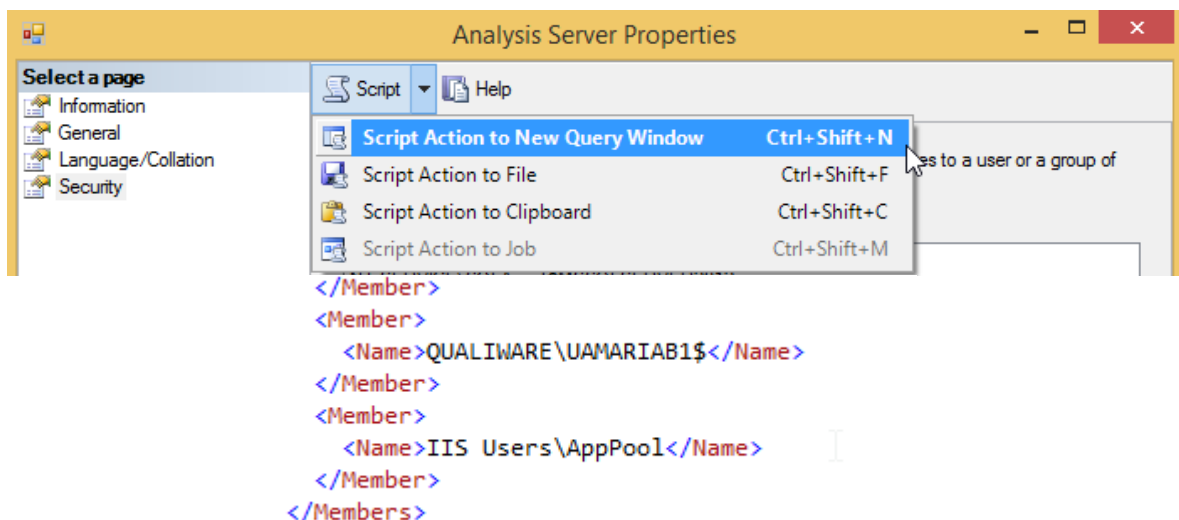 Analysis Server Properties
Select a page
Script
Help
Information
General
Language/Collation
Security
Script Action to New Query Window Ctrl+Shift+N
Script Action to File Ctrl+Shift+F
Script Action to Clipboard Ctrl+Shift+C
Script Action to Job Ctrl+Shift+M
es to a user or a group of
</Member>
<Member>
<Name>QUALIWARE\UAMARIAB1$</Name>
</Member>
<Member>
<Name>IIS Users\AppPool</Name>
</Member>
</Members>